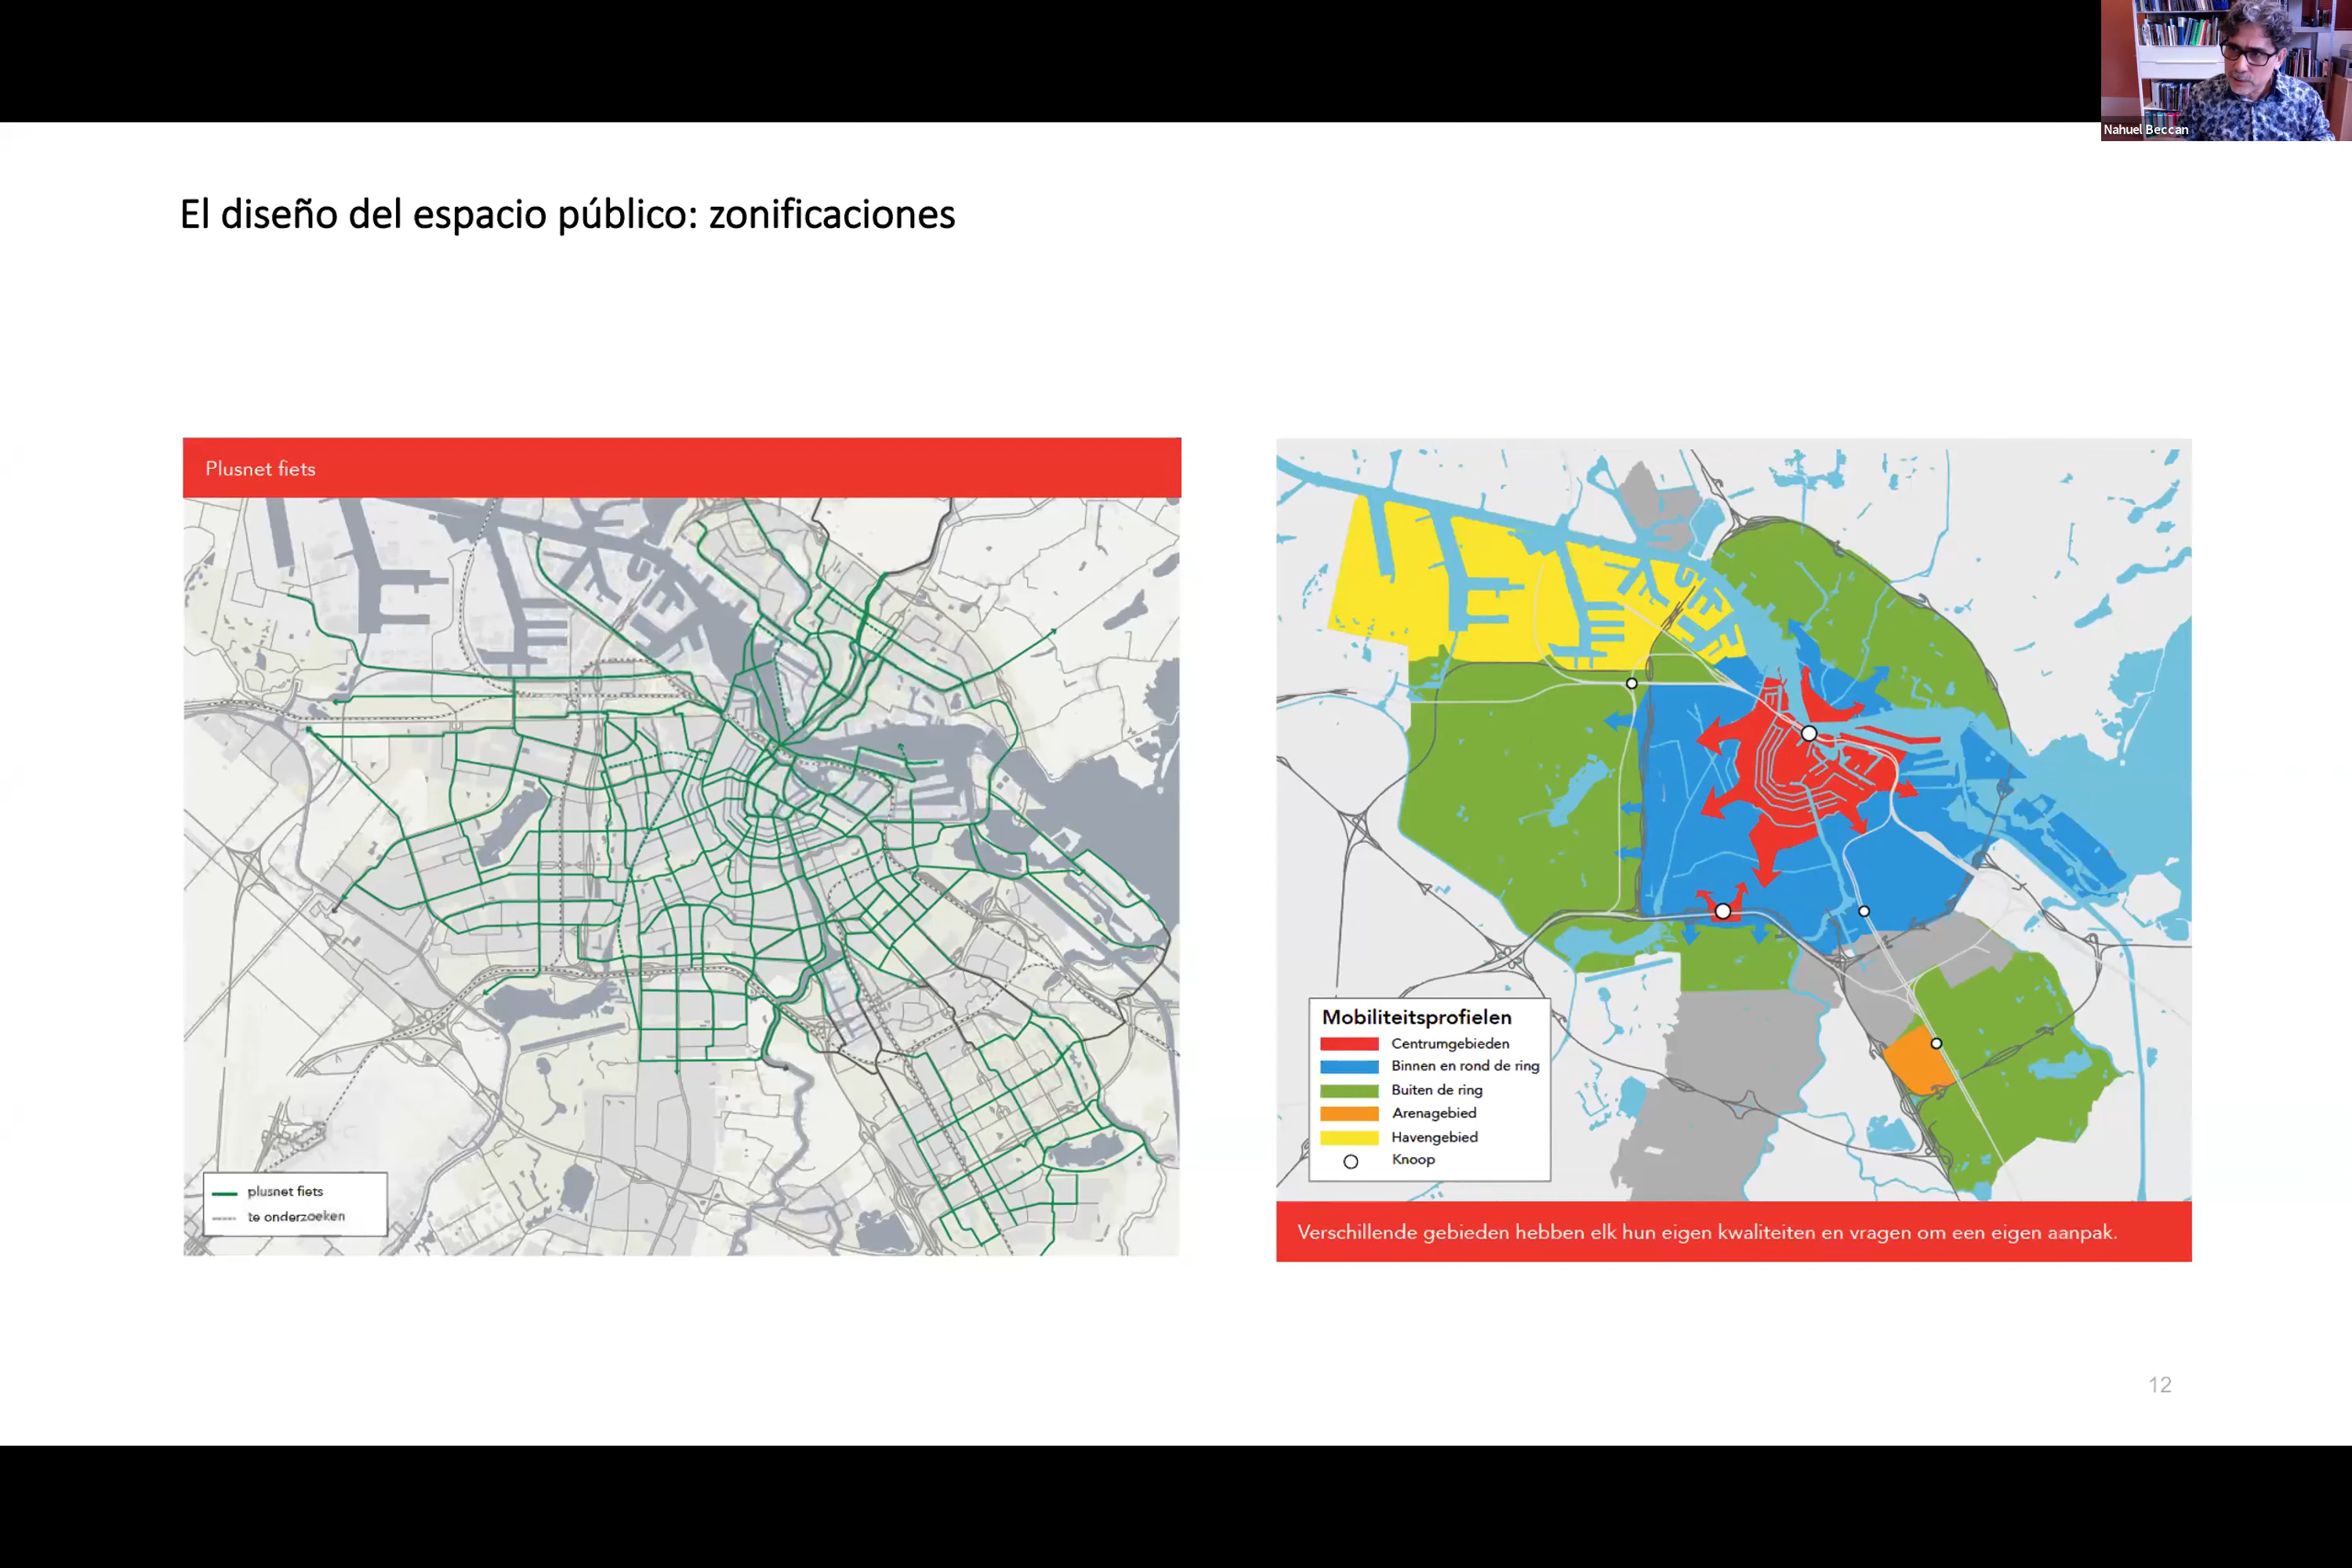 Nahuel Beccan
El diseño del espacio público: zonificaciones
Plusnet fiets
plusnet fiets
te onderzoeken
Mobiliteitsprofielen
Centrumgebieden
Binnen en rond de ring
Buiten de ring
Arenagebied
Havengebied
Knoop
Verschillende gebieden hebben elk hun eigen kwaliteiten en vragen om een eigen aanpak.
12